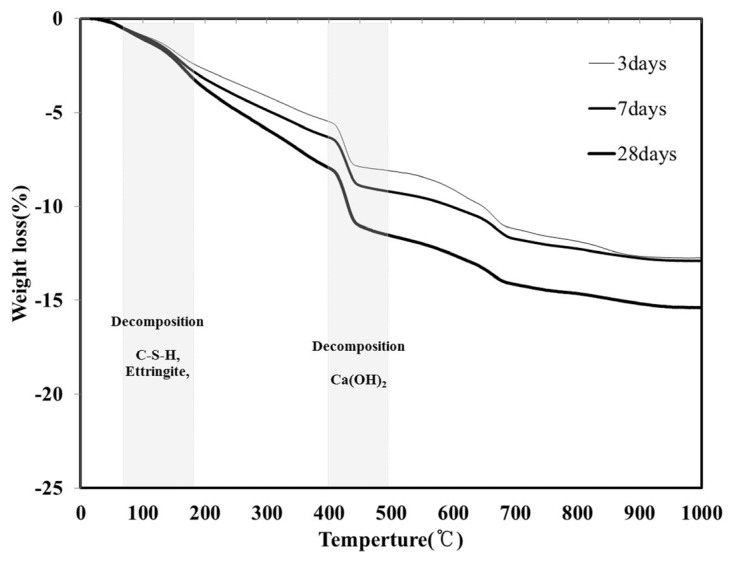 0
-5
-10
-15
-20
-25
Weight loss(%)
3days
7days
28days
Decomposition
C-S-H,
Ettringite,
Decomposition
Ca(OH)₂
0 100 200 300 400 500 600 700 800 900 1000
Temperture(℃)